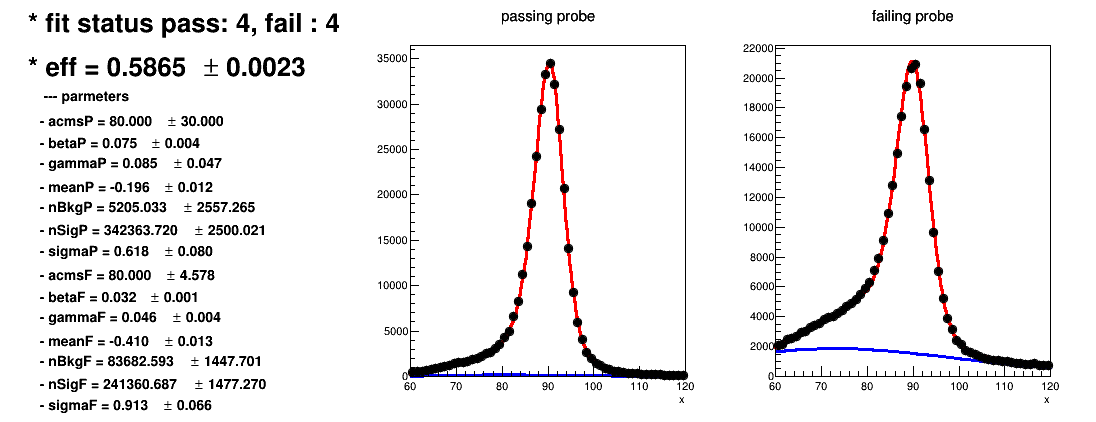 * fit status pass: 4, fail : 4
* eff = 0.5865 ± 0.0023
--- parmeters
- acmsP = 80.000 ± 30.000
- betaP = 0.075 ± 0.004
- gammaP = 0.085 ± 0.047
- meanP = -0.196 ± 0.012
- nBkgP = 5205.033 ± 2557.265
- nSigP = 342363.720 ± 2500.021
- sigmaP = 0.618 ± 0.080
- acmsF = 80.000 ± 4.578
- betaF = 0.032 ± 0.001
- gammaF = 0.046 ± 0.004
- meanF = -0.410 ± 0.013
- nBkgF = 83682.593 ± 1447.701
- nSigF = 241360.687 ± 1477.270
- sigmaF = 0.913 ± 0.066
passing probe
35000
30000
25000
20000
15000
10000
5000
0
60 70 80 90 100 110 120
x
failing probe
22000
20000
18000
16000
14000
12000
10000
8000
6000
4000
2000
0
60 70 80 90 100 110 120
x